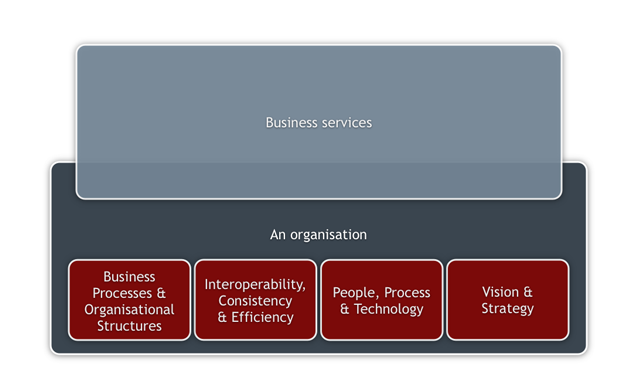 Business services
An organisation
Business
Processes &
Organisational
Structures
Interoperability,
Consistency
& Efficiency
People, Process
& Technology
Vision &
Strategy